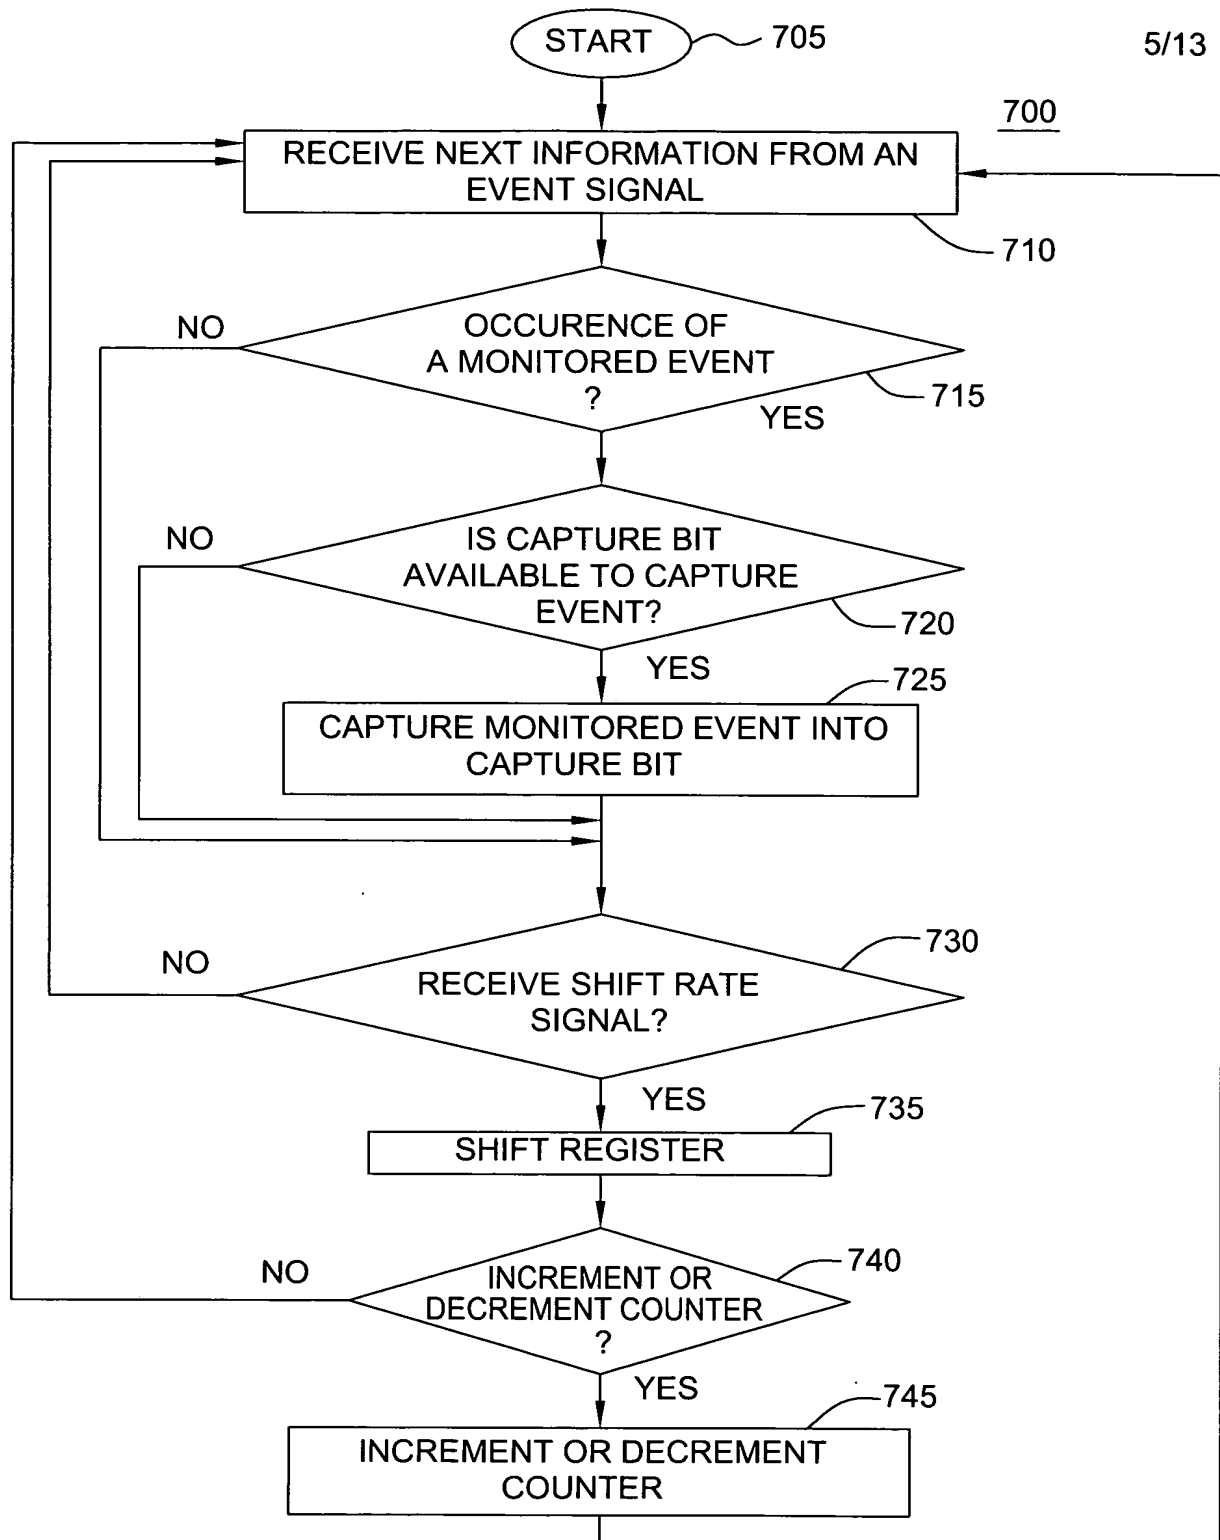 START
705
5/13
700
RECEIVE NEXT INFORMATION FROM AN
EVENT SIGNAL
710
NO
OCCURENCE OF
A MONITORED EVENT
?
715
YES
NO
IS CAPTURE BIT
AVAILABLE TO CAPTURE
EVENT?
720
YES
725
CAPTURE MONITORED EVENT INTO
CAPTURE BIT
730
NO
RECEIVE SHIFT RATE
SIGNAL?
YES
735
SHIFT REGISTER
740
NO
INCREMENT OR
DECREMENT COUNTER
?
YES
745
INCREMENT OR DECREMENT
COUNTER